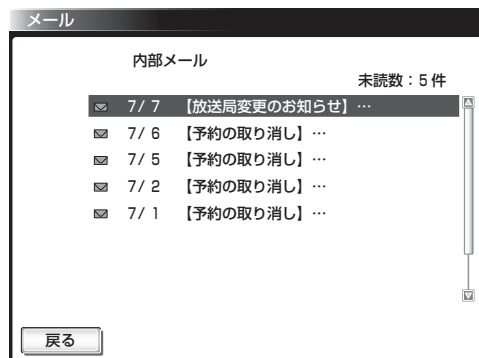 メール
内部メール
未読数：5件
7/ 7 【放送局変更のお知らせ】…
7/ 6 【予約の取り消し】…
7/ 5 【予約の取り消し】…
7/ 2 【予約の取り消し】…
7/ 1 【予約の取り消し】…
戻る